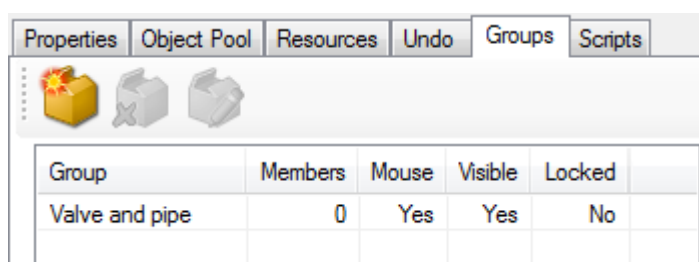 Properties Object Pool Resources Undo Groups Scripts
Group Members Mouse Visible Locked
Valve and pipe 0 Yes Yes No